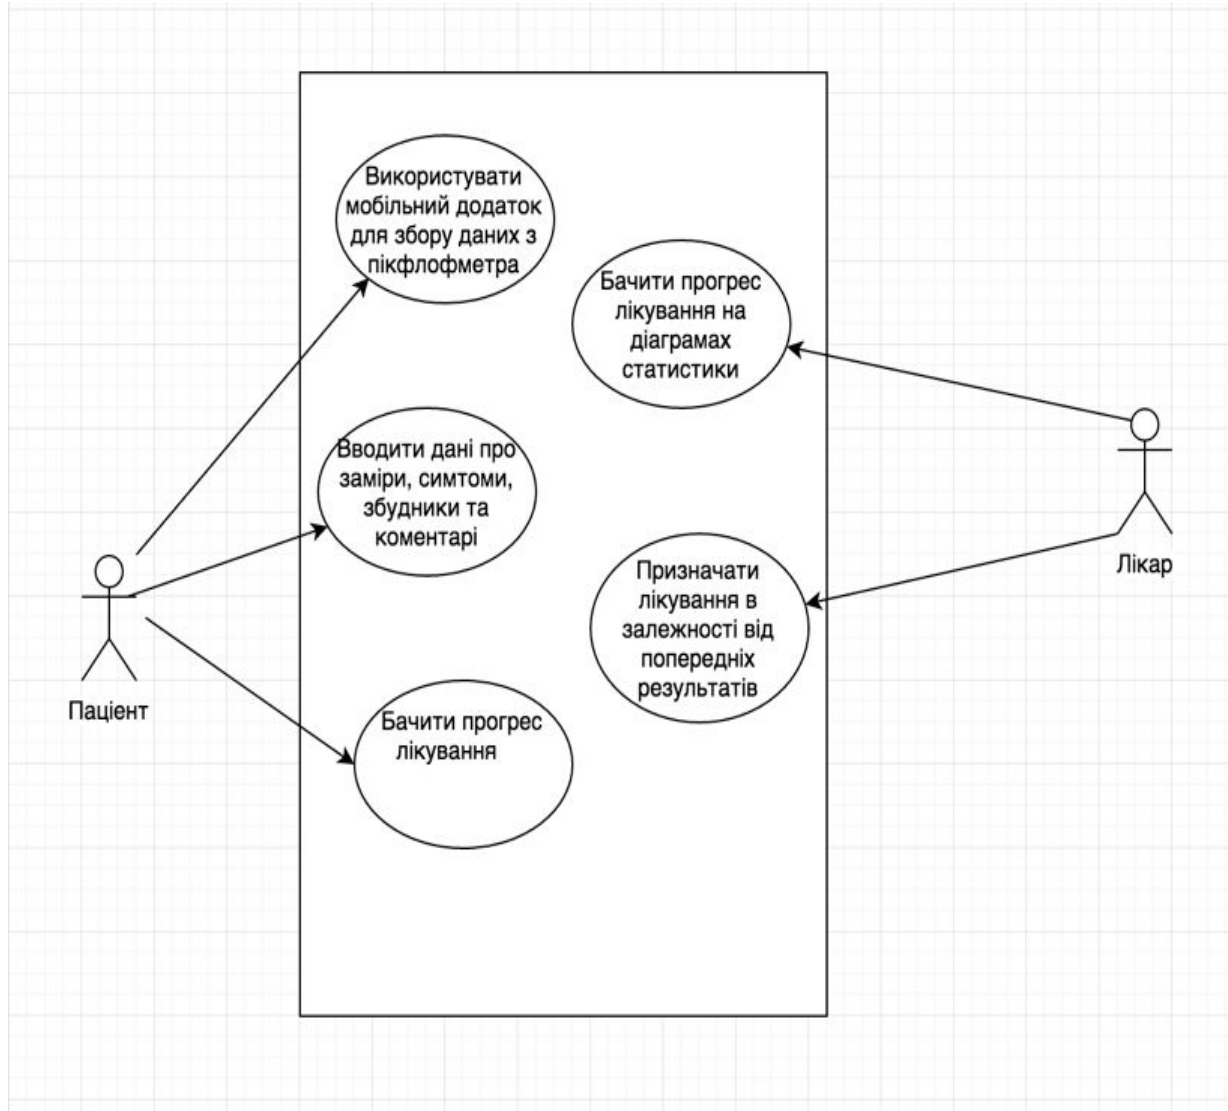 Використувати
мобільний додаток
для збору даних з
пікфлофметра
Бачити прогрес
лікування на
діаграмах
статистики
Вводити дані про
заміри, симтоми,
збудники та
коментарі
Призначати
лікування в
залежності від
попередніх
результатів
Лікар
Пацієнт
Бачити прогрес
лікування